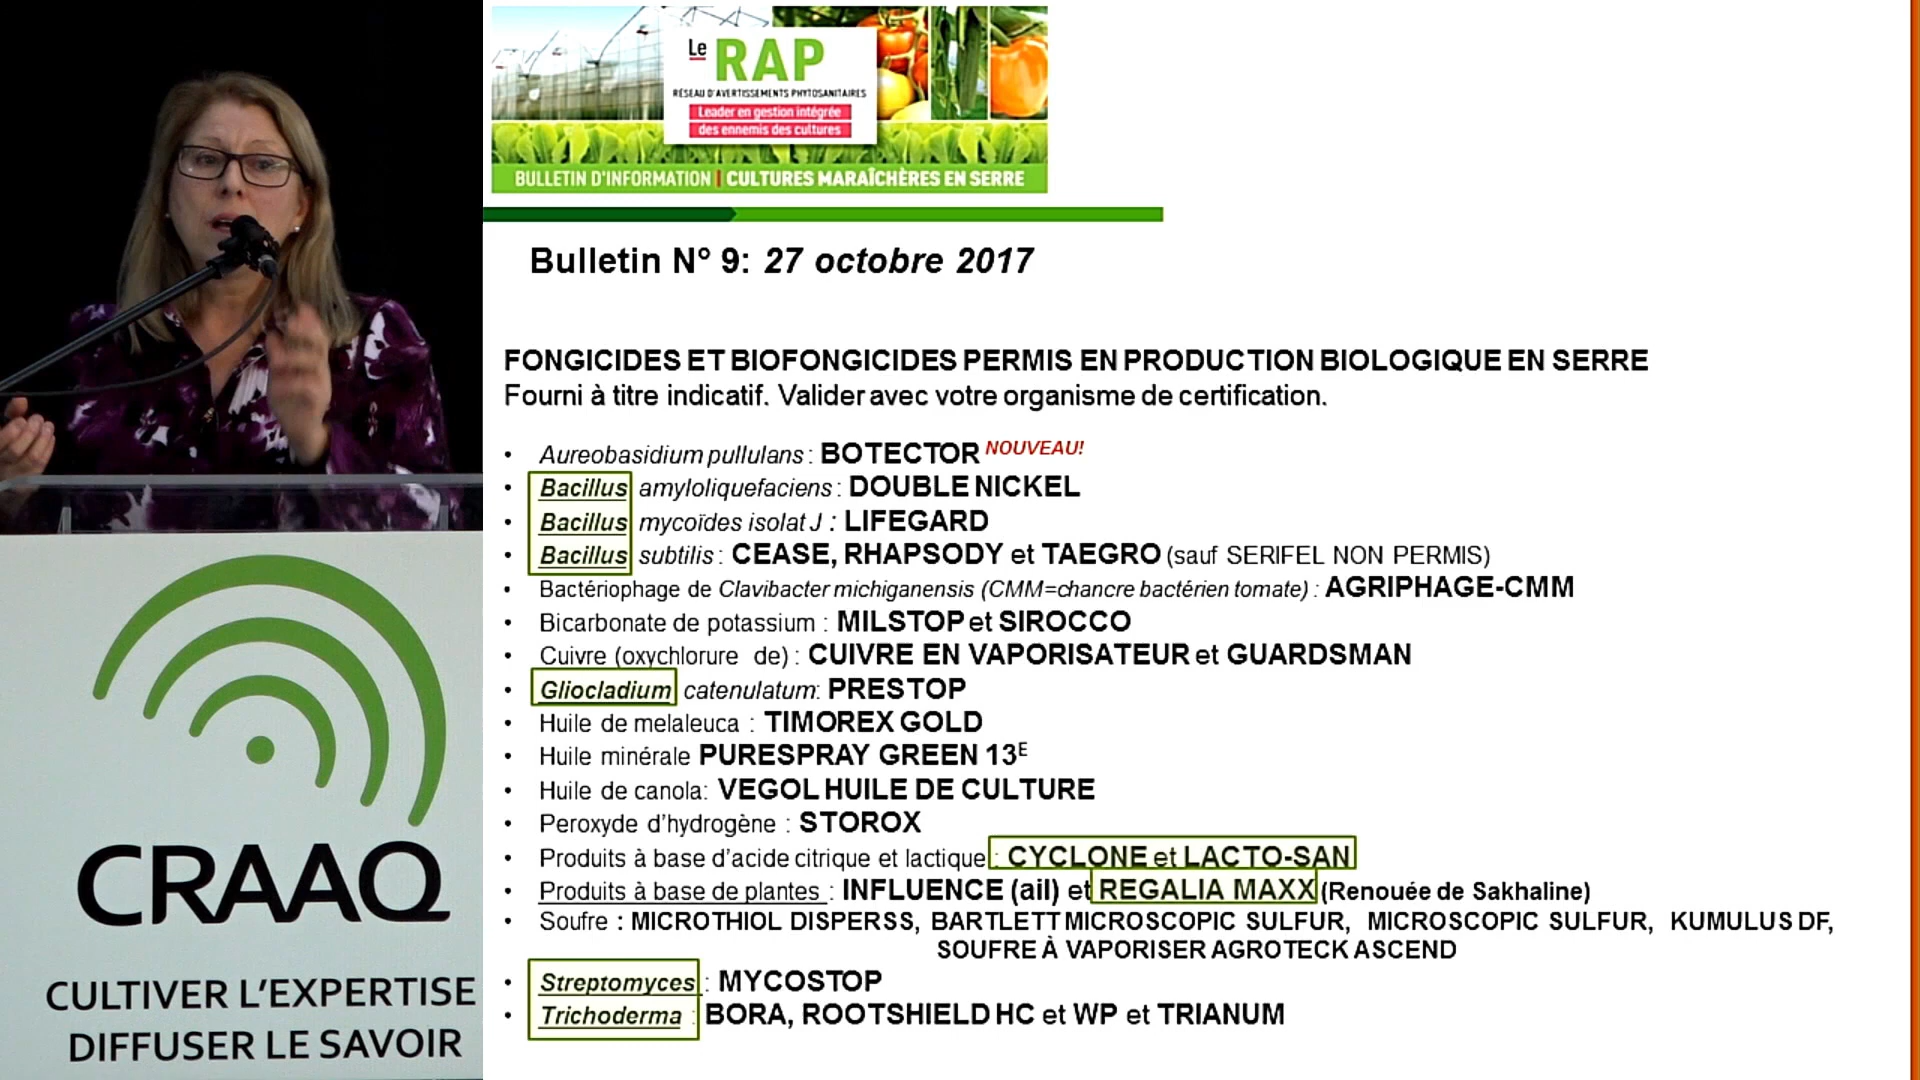 Le RAP
RÉSEAU D'AVERTISSEMENTS PHYTOSANITAIRES
Leader en gestion intégrée
des ennemis des cultures
BULLETIN D'INFORMATION | CULTURES MARAÎCHÈRES EN SERRE
Bulletin N° 9: 27 octobre 2017
FONGICIDES ET BIOFONGICIDES PERMIS EN PRODUCTION BIOLOGIQUE EN SERRE
Fourni à titre indicatif. Valider avec votre organisme de certification.
• Aureobasidium pullulans : BOTECTOR NOUVEAU!
• Bacillus amyloliquefaciens : DOUBLE NICKEL
• Bacillus mycoïdes isolat J : LIFEGARD
• Bacillus subtilis : CEASE, RHAPSODY et TAEGRO (sauf SERIFEL NON PERMIS)
• Bactériophage de Clavibacter michiganensis (CMM=chancre bactérien tomate) : AGRIPHAGE-CMM
• Bicarbonate de potassium : MILSTOP et SIROCCO
• Cuivre (oxychlorure de) : CUIVRE EN VAPORISATEUR et GUARDSMAN
• Gliocladium catenulatum: PRESTOP
• Huile de melaleuca : TIMOREX GOLD
• Huile minérale PURESPRAY GREEN 13E
• Huile de canola: VEGOL HUILE DE CULTURE
• Peroxyde d'hydrogène : STOROX
• Produits à base d'acide citrique et lactique : CYCLONE et LACTO-SAN
• Produits à base de plantes : INFLUENCE (ail) et REGALIA MAXX (Renouée de Sakhaline)
• Soufre : MICROTHIOL DISPERSS, BARTLETT MICROSCOPIC SULFUR, MICROSCOPIC SULFUR, KUMULUS DF,
SOUFRE À VAPORISER AGROTECK ASCEND
• Streptomyces : MYCOSTOP
• Trichoderma : BORA, ROOTSHIELD HC et WP et TRIANUM
CRAAQ
CULTIVER L'EXPERTISE
DIFFUSER LE SAVOIR